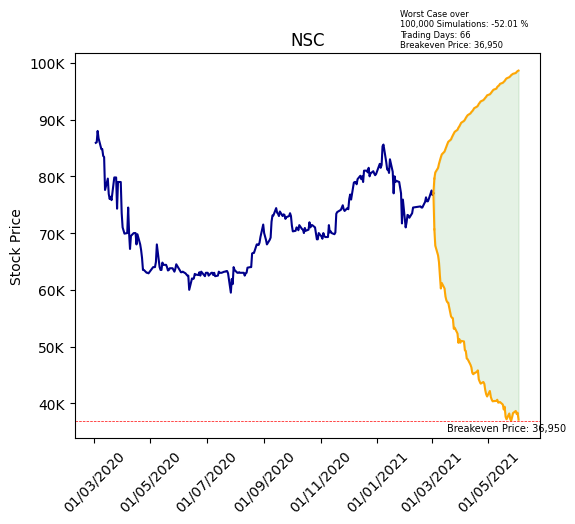 Worst Case over
100,000 Simulations: -52.01 %
Trading Days: 66
Breakeven Price: 36,950
NSC
Stock Price
100K
90K
80K
70K
60K
50K
40K
Breakeven Price: 36,950
01/03/2020
01/05/2020
01/07/2020
01/09/2020
01/11/2020
01/01/2021
01/03/2021
01/05/2021